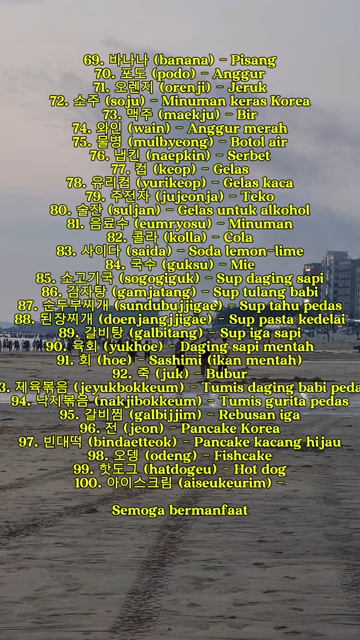 69. 바나나 (banana) – Pisang
70. 포도 (podo) – Anggur
71. 오렌지 (orenji) – Jeruk
72. 소주 (soju) – Minuman keras Korea
73. 맥주 (maekju) – Bir
74. 와인 (wain) – Anggur merah
75. 물병 (mulbyeong) – Botol air
76. 냅킨 (naepkin) – Serbet
77. 컵 (keop) – Gelas
78. 유리컵 (yurikeop) – Gelas kaca
79. 주전자 (jujeonja) – Teko
80. 술잔 (suljan) – Gelas untuk alkohol
81. 음료수 (eumryosu) – Minuman
82. 콜라 (kolla) – Cola
83. 사이다 (saida) – Soda lemon-lime
84. 국수 (guksu) – Mie
85. 소고기국 (sogogiguk) – Sup daging sapi
86. 감자탕 (gamjatang) – Sup tulang babi
87. 순두부찌개 (sundubujjigae) – Sup tahu pedas
88. 된장찌개 (doenjangjjigae) – Sup pasta kedelai
89. 갈비탕 (galbitang) – Sup iga sapi
90. 육회 (yukhoe) – Daging sapi mentah
91. 회 (hoe) – Sashimi (ikan mentah)
92. 죽 (juk) – Bubur
3. 제육볶음 (jeyukbokkeum) – Tumis daging babi peda
94. 낙지볶음 (nakjibokkeum) – Tumis gurita pedas
95. 갈비찜 (galbijjim) – Rebusan iga
96. 전 (jeon) – Pancake Korea
97. 빈대떡 (bindaetteok) – Pancake kacang hijau
98. 오뎅 (odeng) – Fishcake
99. 핫도그 (hatdogeu) – Hot dog
100. 아이스크림 (aiseukeurim) –
Semoga bermanfaat